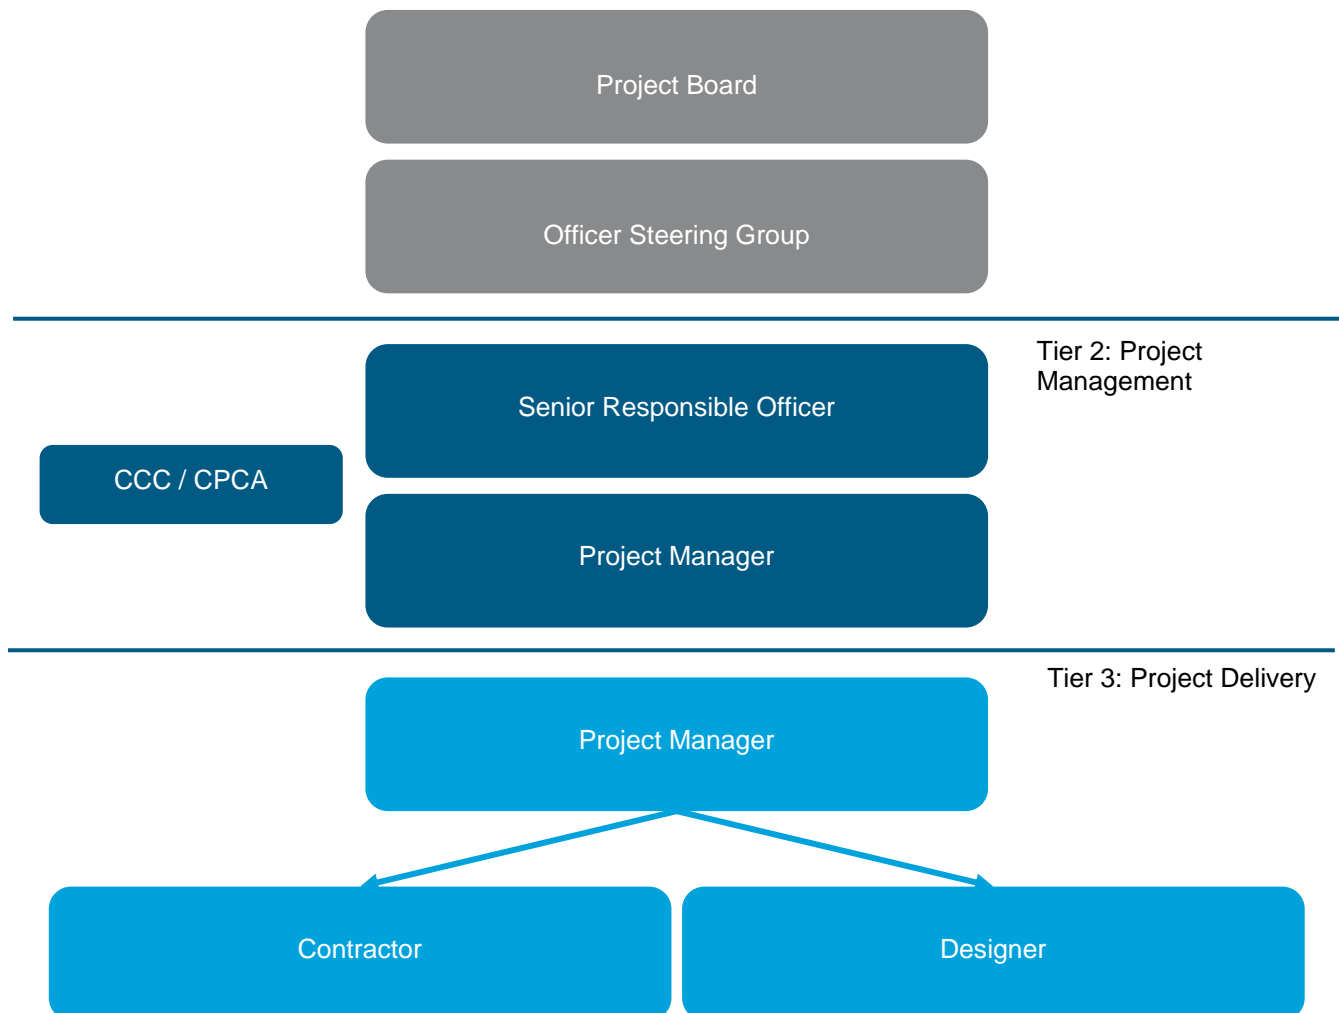 Project Board
Officer Steering Group
Tier 2: Project
Management
Senior Responsible Officer
CCC / CPCA
Project Manager
Tier 3: Project Delivery
Project Manager
Contractor
Designer